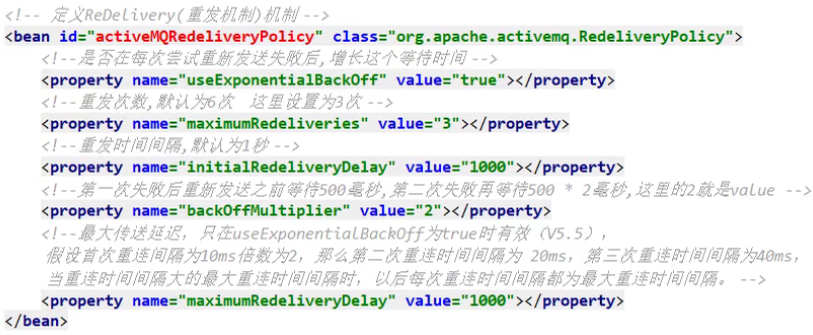 <!-- 定义ReDelivery(重发机制)机制 -->
<bean id="activeMQRedeliveryPolicy" class="org.apache.activemq.RedeliveryPolicy">
<!--是否在每次尝试重新发送失败后,增长这个等待时间 -->
<property name="useExponentialBackOff" value="true"></property>
<!--重发次数,默认为6次 这里设置为3次 -->
<property name="maximumRedeliveries" value="3"></property>
<!--重发时间间隔,默认为1秒 -->
<property name="initialRedeliveryDelay" value="1000"></property>
<!--第一次失败后重新发送之前等待500毫秒,第二次失败再等待500 * 2毫秒,这里的2就是value -->
<property name="backOffMultiplier" value="2"></property>
<!--最大传送延迟，只在useExponentialBackOff为true时有效（V5.5），
假设首次重连间隔为10ms倍数为2，那么第二次重连时间间隔为 20ms，第三次重连时间间隔为40ms，
当重连时间间隔大的最大重连时间间隔时，以后每次重连时间间隔都为最大重连时间间隔。 -->
<property name="maximumRedeliveryDelay" value="1000"></property>
</bean>